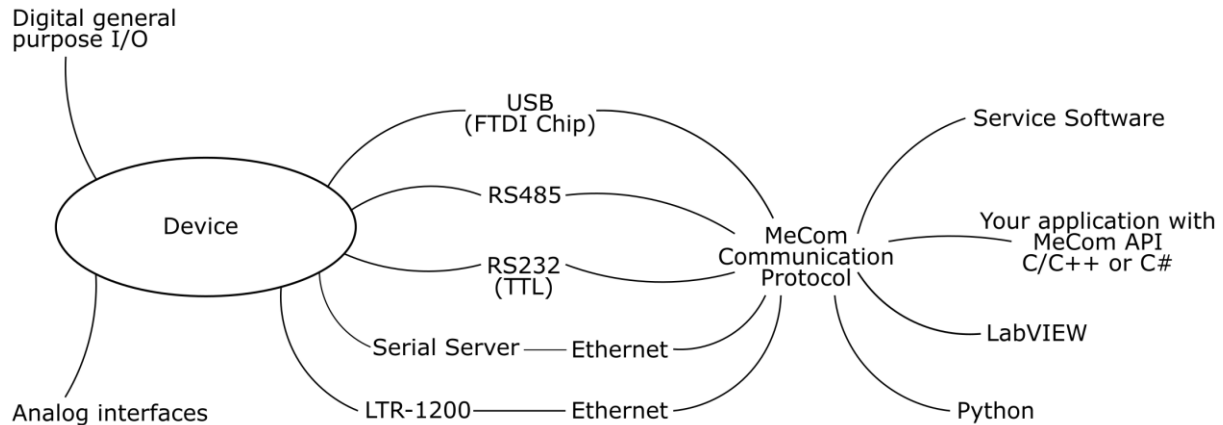 Digital general
purpose I/O
Device
Analog interfaces
USB
(FTDI Chip)
RS485
RS232
(TTL)
Serial Server
Ethernet
LTR-1200
Ethernet
MeCom
Communication
Protocol
Service Software
Your application with
MeCom API
C/C++ or C#
LabVIEW
Python